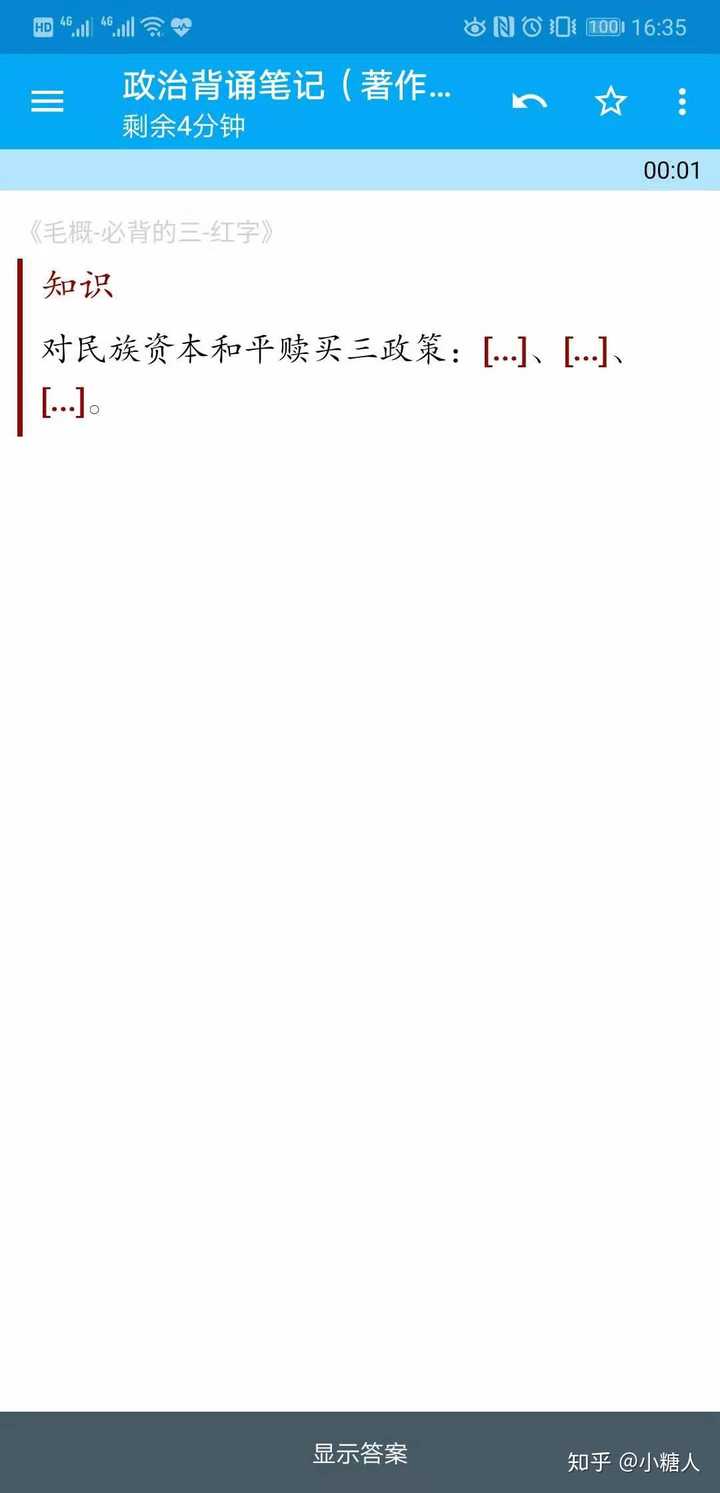 HD 4G 4G 100 16:35
政治背诵笔记（著作...
剩余4分钟
00:01
《毛概-必背的三-红字》
知识
对民族资本和平赎买三政策：[...]、[...]、
[...]。
显示答案
知乎 @小糖人